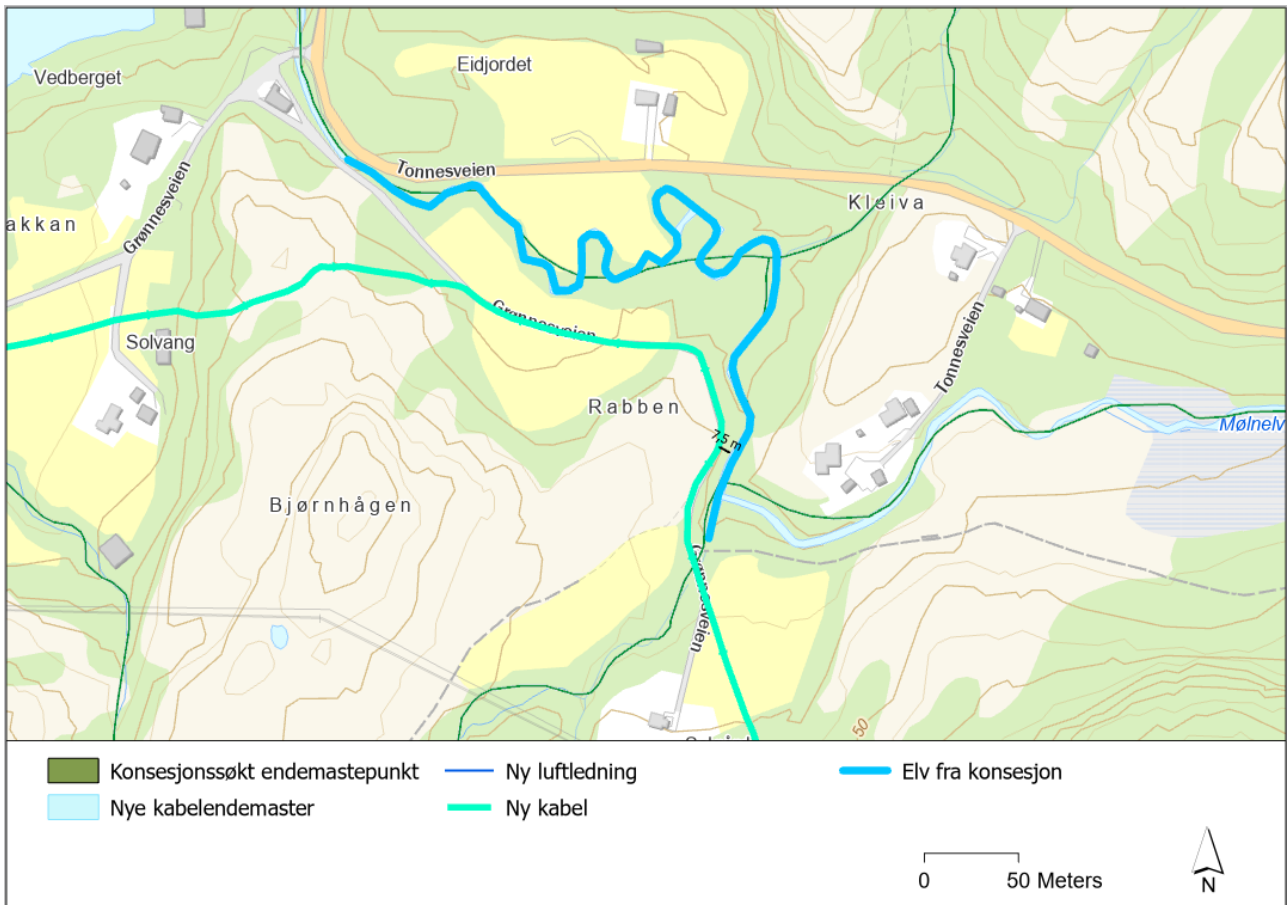 Vedberget
Eidjordet
Tonnesveien
Kleiva
akkan
Grønnesveien
Grønnesveien
Solvang
Tonnesveien
Rabben
Mølnelv
7,5 m
Bjørnhågen
Grønnesveien
50
Konsesjonssøkt endemastepunkt
Ny luftledning
Elv fra konsesjon
Nye kabelendemaster
Ny kabel
0 50 Meters
N